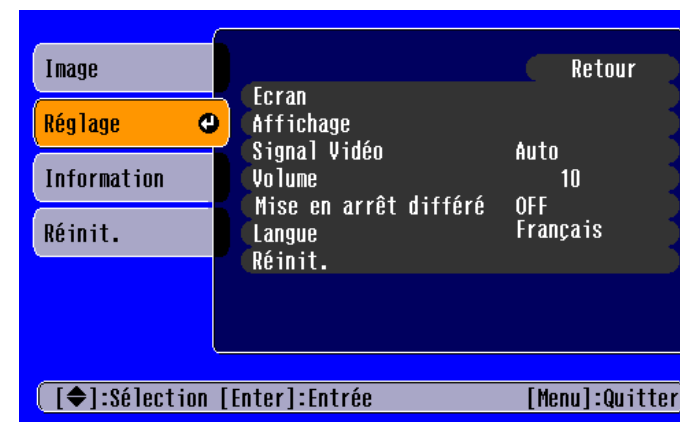 Image
Réglage
Information
Réinit.
Retour
Ecran
Affichage
Signal Vidéo Auto
Volume 10
Mise en arrêt différé OFF
Langue Français
Réinit.
[◆]:Sélection [Enter]:Entrée [Menu]:Quitter